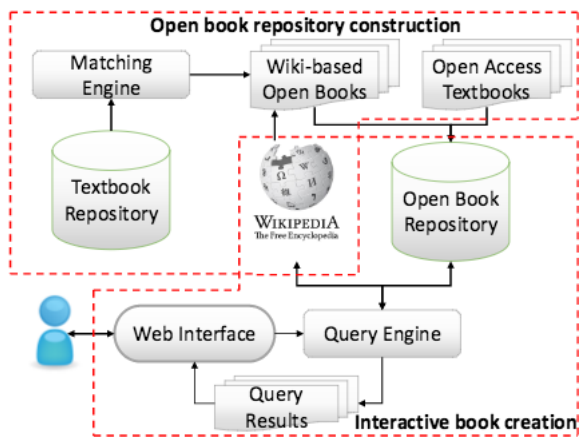 Open book repository construction
Matching
Engine
Wiki-based
Open Books
Open Access
Textbooks
Textbook
Repository
WIKIPEDIA
The Free Encyclopedia
Open Book
Repository
Web Interface
Query Engine
Query
Results
Interactive book creation